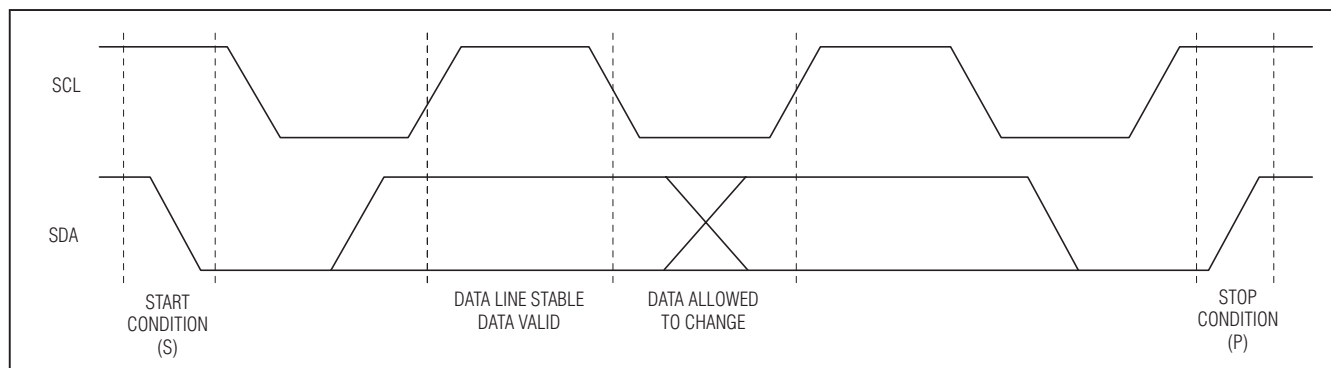 SCL
SDA
START
CONDITION
(S)
DATA LINE STABLE
DATA VALID
DATA ALLOWED
TO CHANGE
STOP
CONDITION
(P)